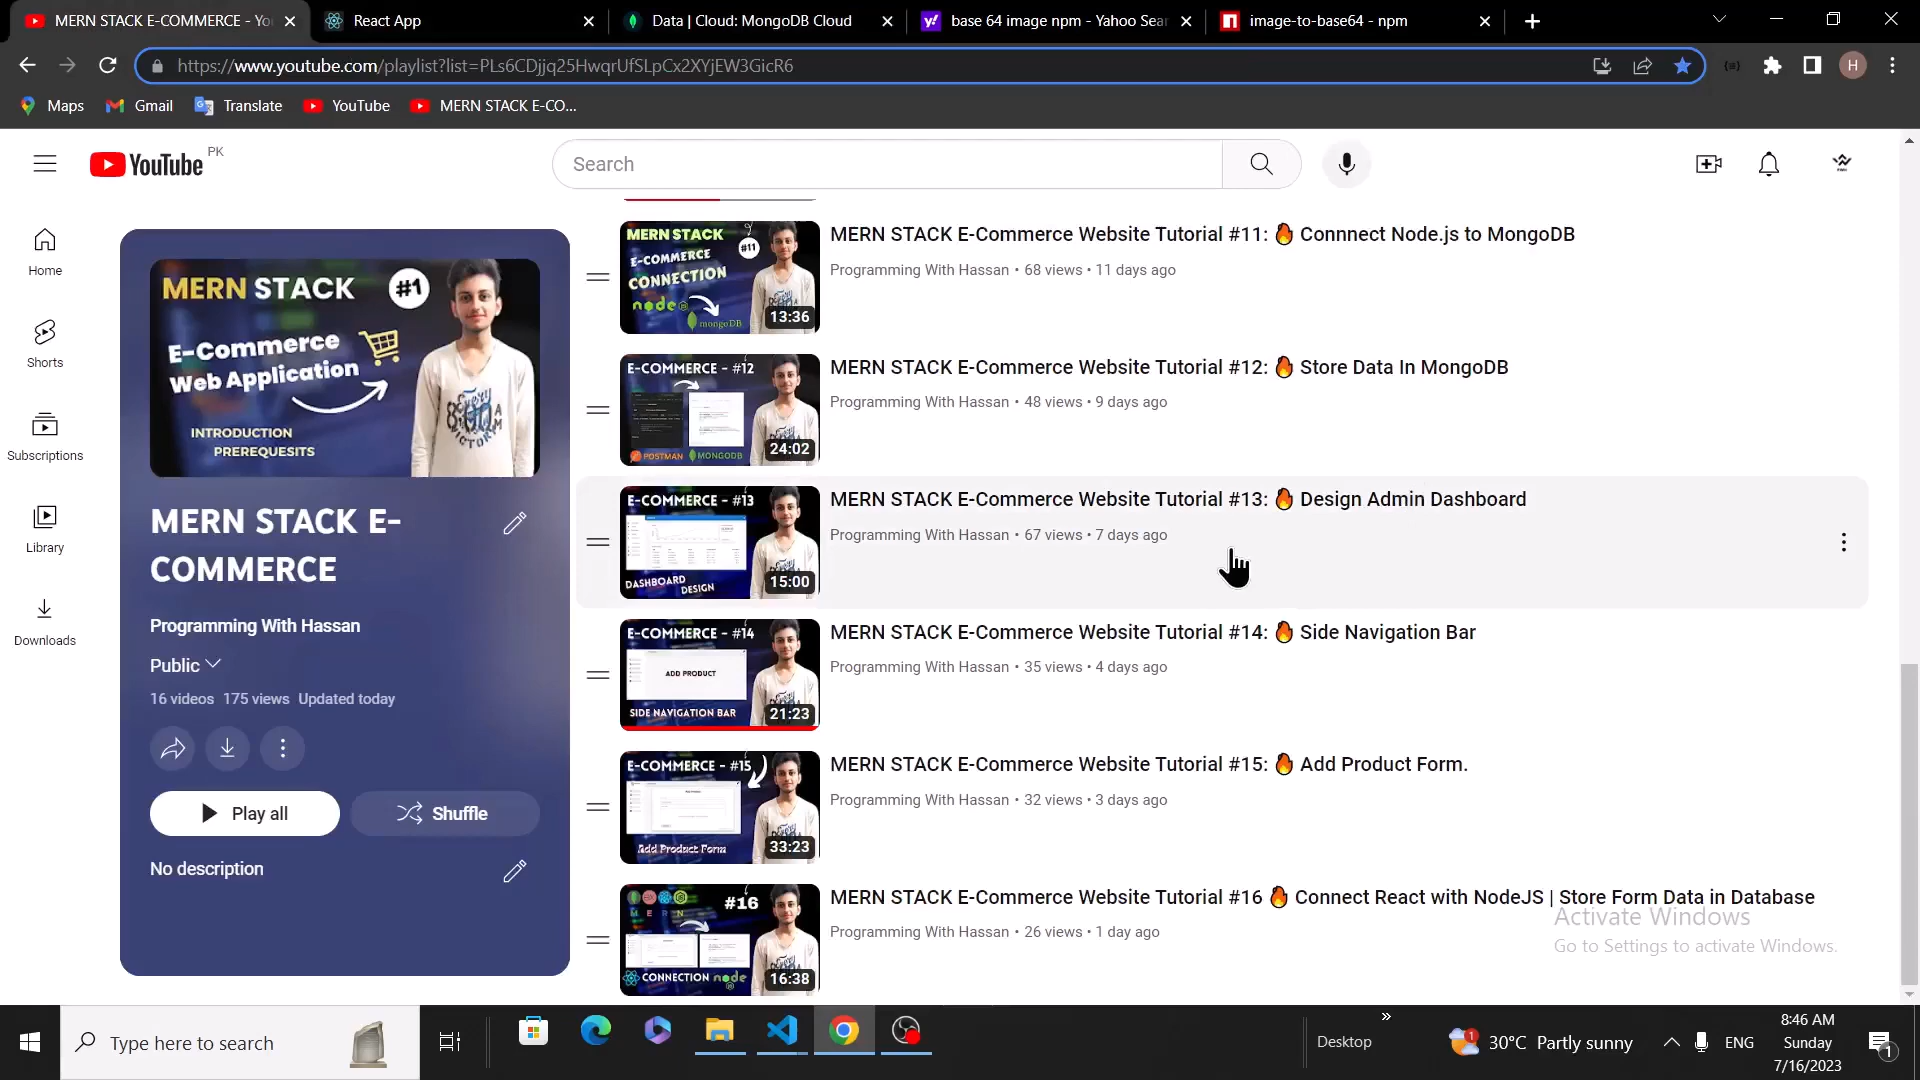 MERN STACK E-COMMERCE - Yo
React App
Data | Cloud: MongoDB Cloud
base 64 image npm - Yahoo Sear
image-to-base64 - npm
https://www.youtube.com/playlist?list=PLs6CDjjq25HwqrUfSLpCx2XYjEW3GicR6
H
Maps
Gmail
Translate
YouTube
MERN STACK E-CO...
YouTube PK
Search
Home
Shorts
Subscriptions
Library
Downloads
MERN STACK #1
E-Commerce
Web Application
INTRODUCTION
PREREQUESITS
MERN STACK E-
COMMERCE
Programming With Hassan
Public
16 videos 175 views Updated today
Play all
Shuffle
No description
MERN STACK
#11
E-COMMERCE
CONNECTION
node
mongoDB
13:36
MERN STACK E-Commerce Website Tutorial #11: 🔥 Connnect Node.js to MongoDB
Programming With Hassan • 68 views • 11 days ago
E-COMMERCE - #12
POSTMAN
MONGODB
24:02
MERN STACK E-Commerce Website Tutorial #12: 🔥 Store Data In MongoDB
Programming With Hassan • 48 views • 9 days ago
E-COMMERCE - #13
DASHBOARD
DESIGN
15:00
MERN STACK E-Commerce Website Tutorial #13: 🔥 Design Admin Dashboard
Programming With Hassan • 67 views • 7 days ago
E-COMMERCE - #14
ADD PRODUCT
SIDE NAVIGATION BAR
21:23
MERN STACK E-Commerce Website Tutorial #14: 🔥 Side Navigation Bar
Programming With Hassan • 35 views • 4 days ago
E-COMMERCE - #15
Add Product Form
33:23
MERN STACK E-Commerce Website Tutorial #15: 🔥 Add Product Form.
Programming With Hassan • 32 views • 3 days ago
#16
M E R N
CONNECTION
node
16:38
MERN STACK E-Commerce Website Tutorial #16 🔥 Connect React with NodeJS | Store Form Data in Database
Programming With Hassan • 26 views • 1 day ago
Activate Windows
Go to Settings to activate Windows.
Type here to search
Desktop
»
1
30°C Partly sunny
ENG
8:46 AM
Sunday
7/16/2023
1